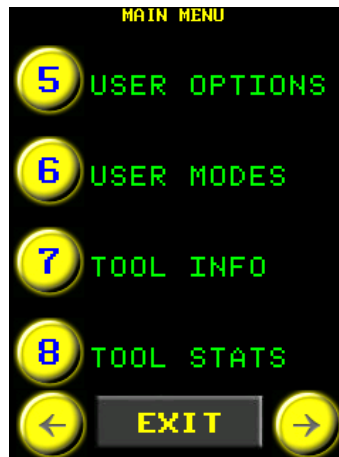 MAIN MENU
5 USER OPTIONS
6 USER MODES
7 TOOL INFO
8 TOOL STATS
← EXIT →